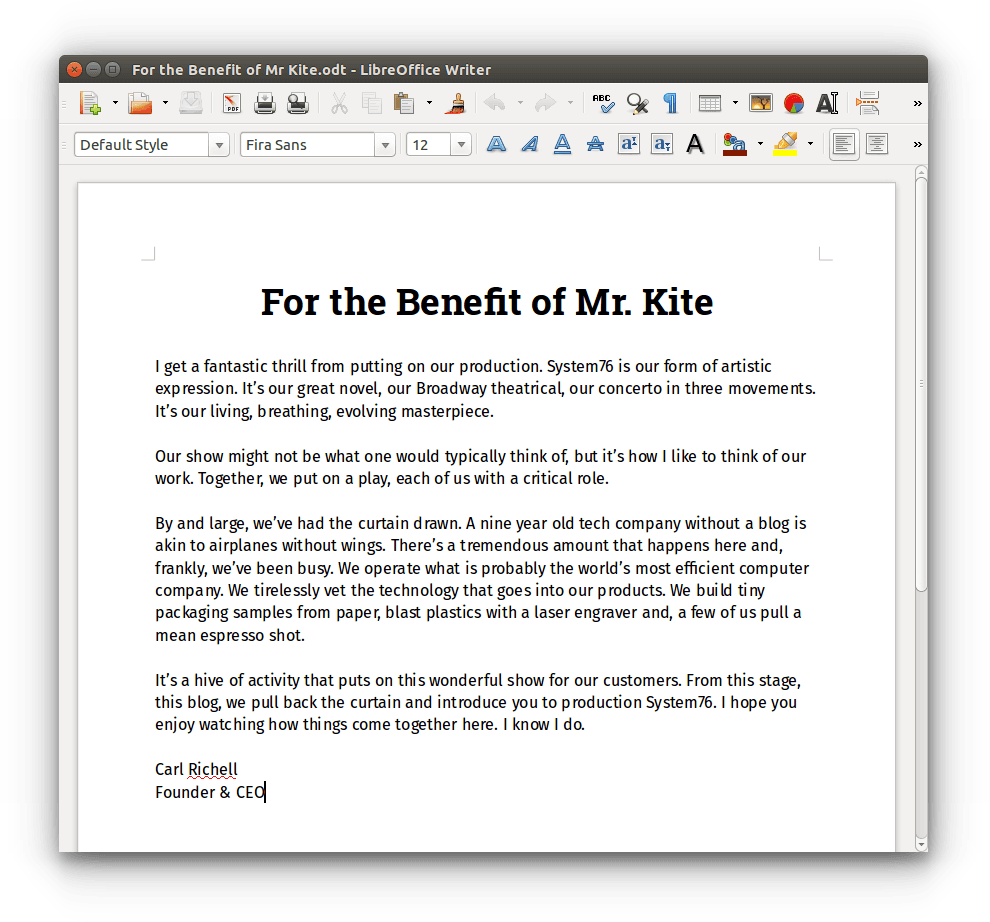 For the Benefit of Mr Kite.odt - LibreOffice Writer
PDF
ABC
Default Style
Fira Sans
12
For the Benefit of Mr. Kite
I get a fantastic thrill from putting on our production. System76 is our form of artistic
expression. It’s our great novel, our Broadway theatrical, our concerto in three movements.
It’s our living, breathing, evolving masterpiece.
Our show might not be what one would typically think of, but it’s how I like to think of our
work. Together, we put on a play, each of us with a critical role.
By and large, we’ve had the curtain drawn. A nine year old tech company without a blog is
akin to airplanes without wings. There’s a tremendous amount that happens here and,
frankly, we’ve been busy. We operate what is probably the world’s most efficient computer
company. We tirelessly vet the technology that goes into our products. We build tiny
packaging samples from paper, blast plastics with a laser engraver and, a few of us pull a
mean espresso shot.
It’s a hive of activity that puts on this wonderful show for our customers. From this stage,
this blog, we pull back the curtain and introduce you to production System76. I hope you
enjoy watching how things come together here. I know I do.
Carl Richell
Founder & CEO